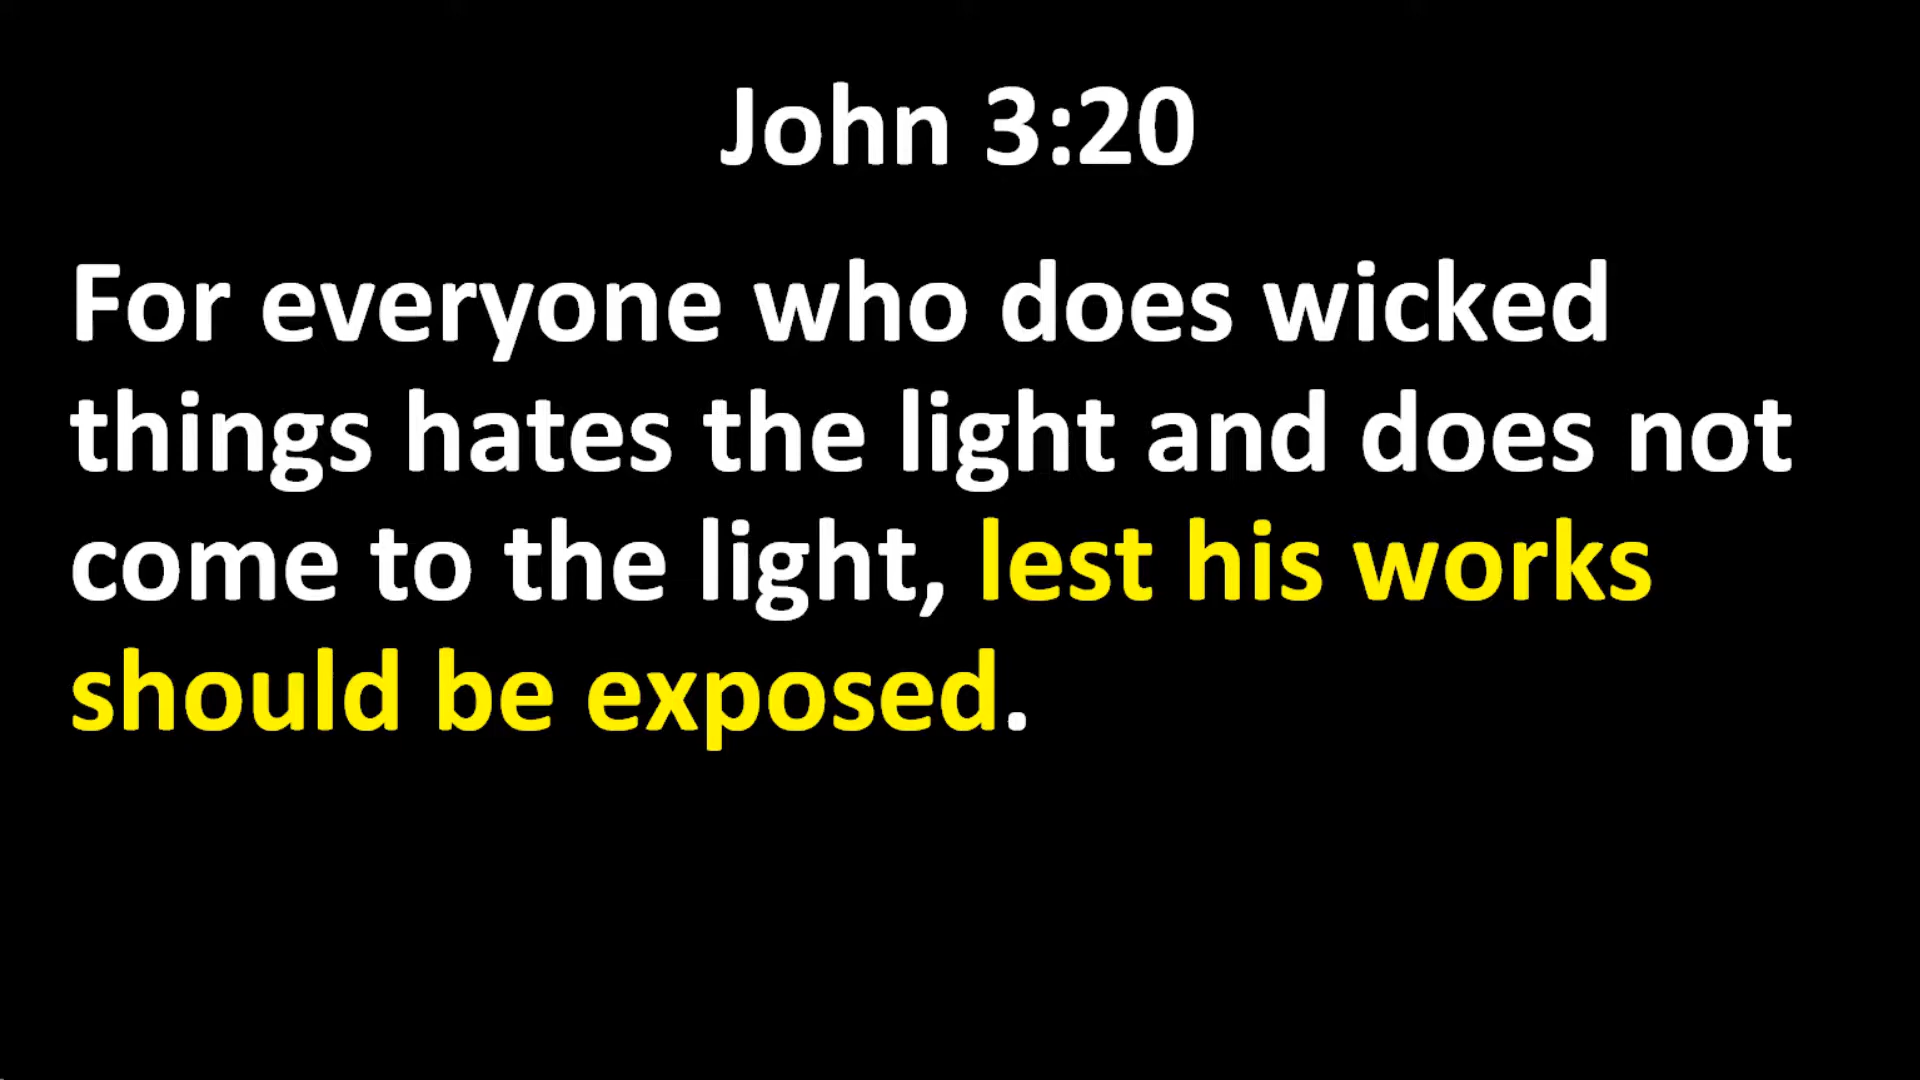 John 3:20
For everyone who does wicked
things hates the light and does not
come to the light, lest his works
should be exposed.